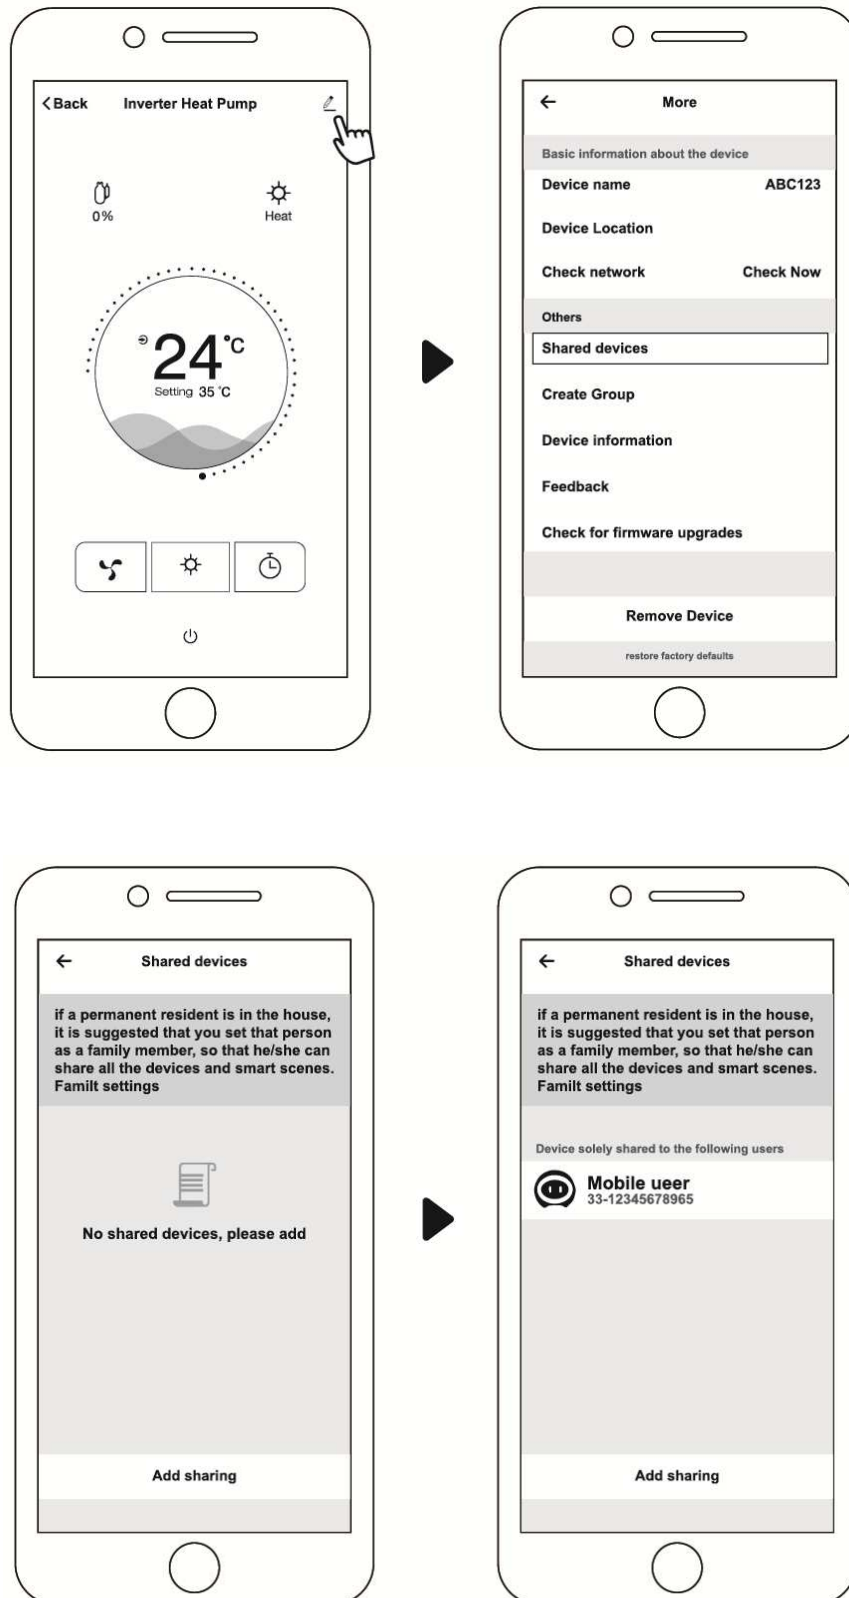 Back Inverter Heat Pump
0%
Heat
24°C
Setting 35 °C
More
Basic information about the device
Device name ABC123
Device Location
Check network Check Now
Others
Shared devices
Create Group
Device information
Feedback
Check for firmware upgrades
Remove Device
restore factory defaults
Shared devices
if a permanent resident is in the house,
it is suggested that you set that person
as a family member, so that he/she can
share all the devices and smart scenes.
Familt settings
No shared devices, please add
Add sharing
Shared devices
if a permanent resident is in the house,
it is suggested that you set that person
as a family member, so that he/she can
share all the devices and smart scenes.
Familt settings
Device solely shared to the following users
Mobile ueer
33-12345678965
Add sharing